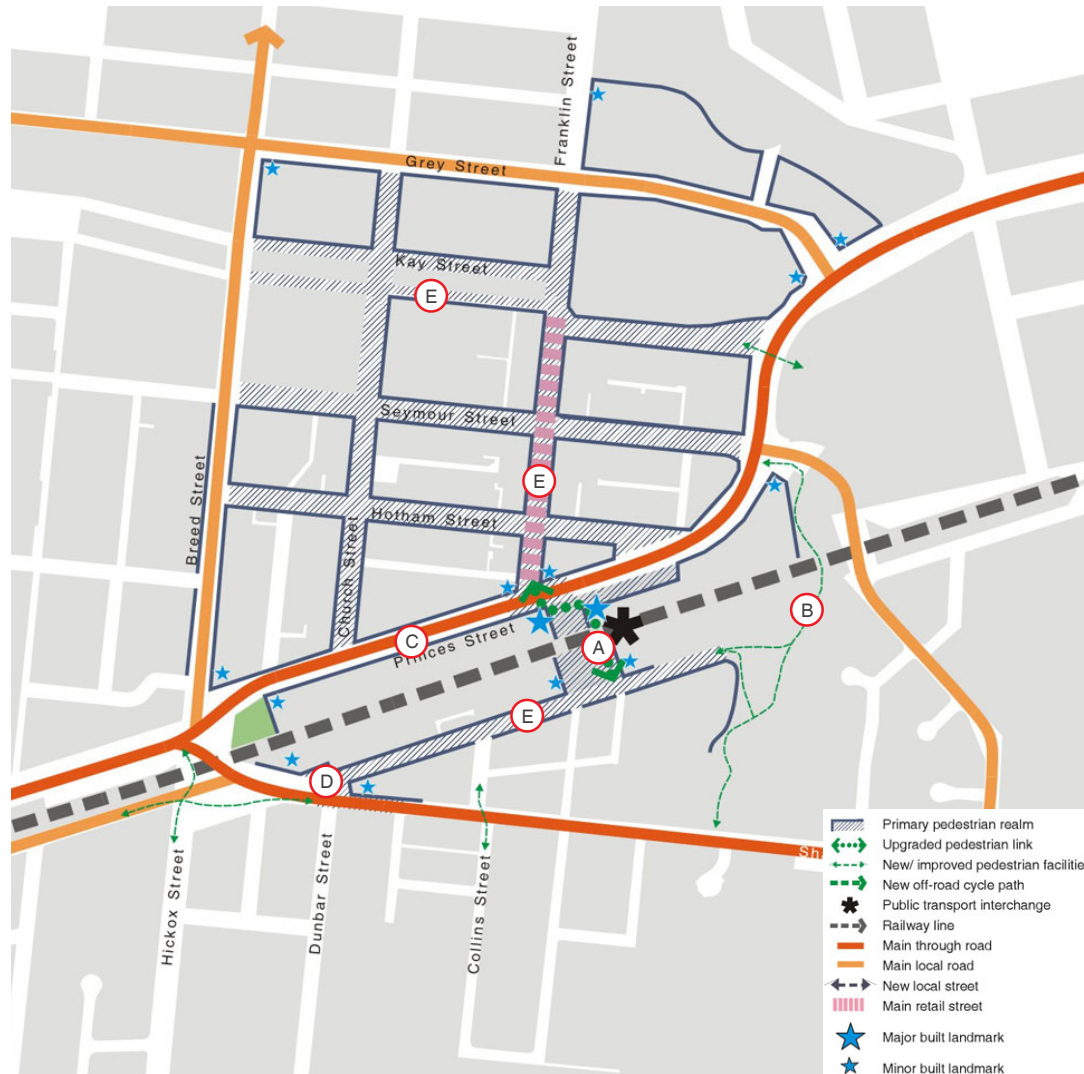 Franklin Street
Grey Street
Kay Street
E
Seymour Street
E
Breed Street
Hotham Street
Church Street
B
C
Princes Street
A
E
D
Sh
Hickox Street
Dunbar Street
Collins Street
Primary pedestrian realm
Upgraded pedestrian link
New/ improved pedestrian facilitie
New off-road cycle path
Public transport interchange
Railway line
Main through road
Main local road
New local street
Main retail street
Major built landmark
Minor built landmark